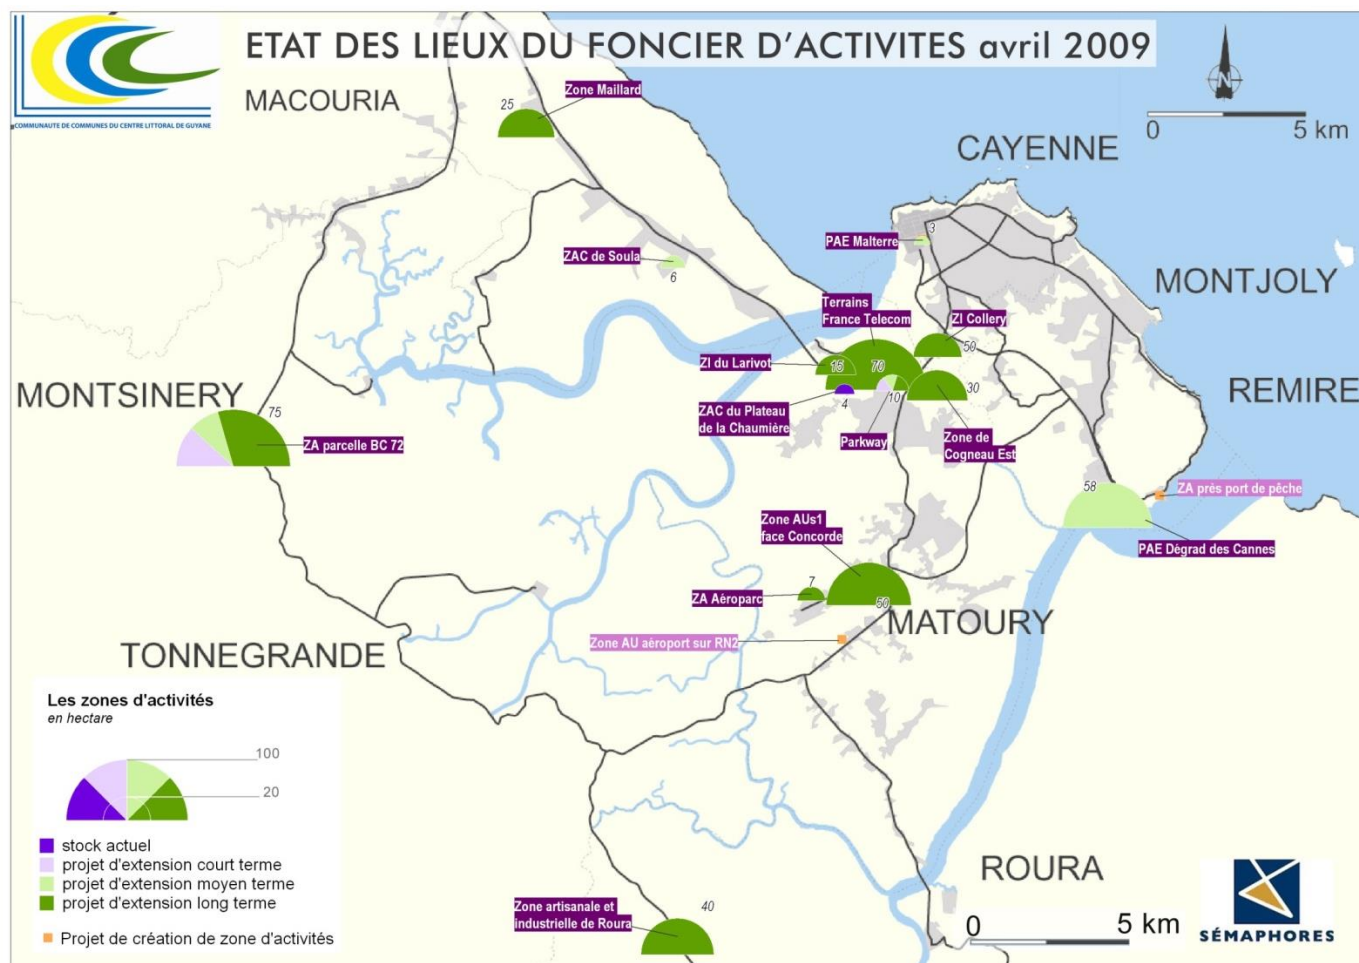 ETAT DES LIEUX DU FONCIER D'ACTIVITES avril 2009
COMMUNAUTE DE COMMUNES DU CENTRE LITTORAL DE GUYANE
N
0 5 km
MACOURIA
25
Zone Maillard
CAYENNE
3
PAE Malterre
ZAC de Soula
6
MONTJOLY
Terrains
France Telecom
ZI Collery
50
ZI du Larivot
15
70
MONTSINERY
75
ZA parcelle BC 72
REMIRE
ZAC du Plateau
de la Chaumière
4
10
30
Parkway
Zone de
Cogneau Est
58
ZA près port de pêche
PAE Dégrad des Cannes
Zone AUs1
face Concorde
7
ZA Aéroparc
50
MATOURY
Zone AU aéroport sur RN2
TONNEGRANDE
Les zones d'activités
en hectare
100
20
stock actuel
projet d'extension court terme
projet d'extension moyen terme
projet d'extension long terme
Projet de création de zone d'activités
Zone artisanale et
industrielle de Roura
40
ROURA
0 5 km
SÉMAPHORES